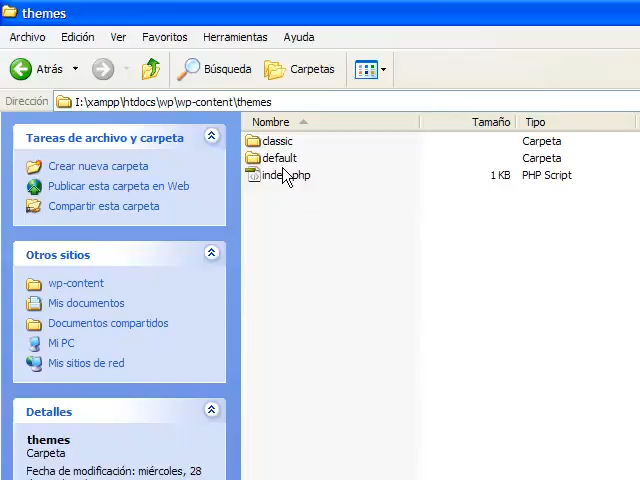 themes
Archivo Edición Ver Favoritos Herramientas Ayuda
Atrás Búsqueda Carpetas
Dirección I:\xampp\htdocs\wp\wp-content\themes
Tareas de archivo y carpeta
Crear nueva carpeta
Publicar esta carpeta en Web
Compartir esta carpeta
Otros sitios
wp-content
Mis documentos
Documentos compartidos
Mi PC
Mis sitios de red
Detalles
themes
Carpeta
Fecha de modificación: miércoles, 28
Nombre Tamaño Tipo
classic Carpeta
default Carpeta
index.php 1 KB PHP Script